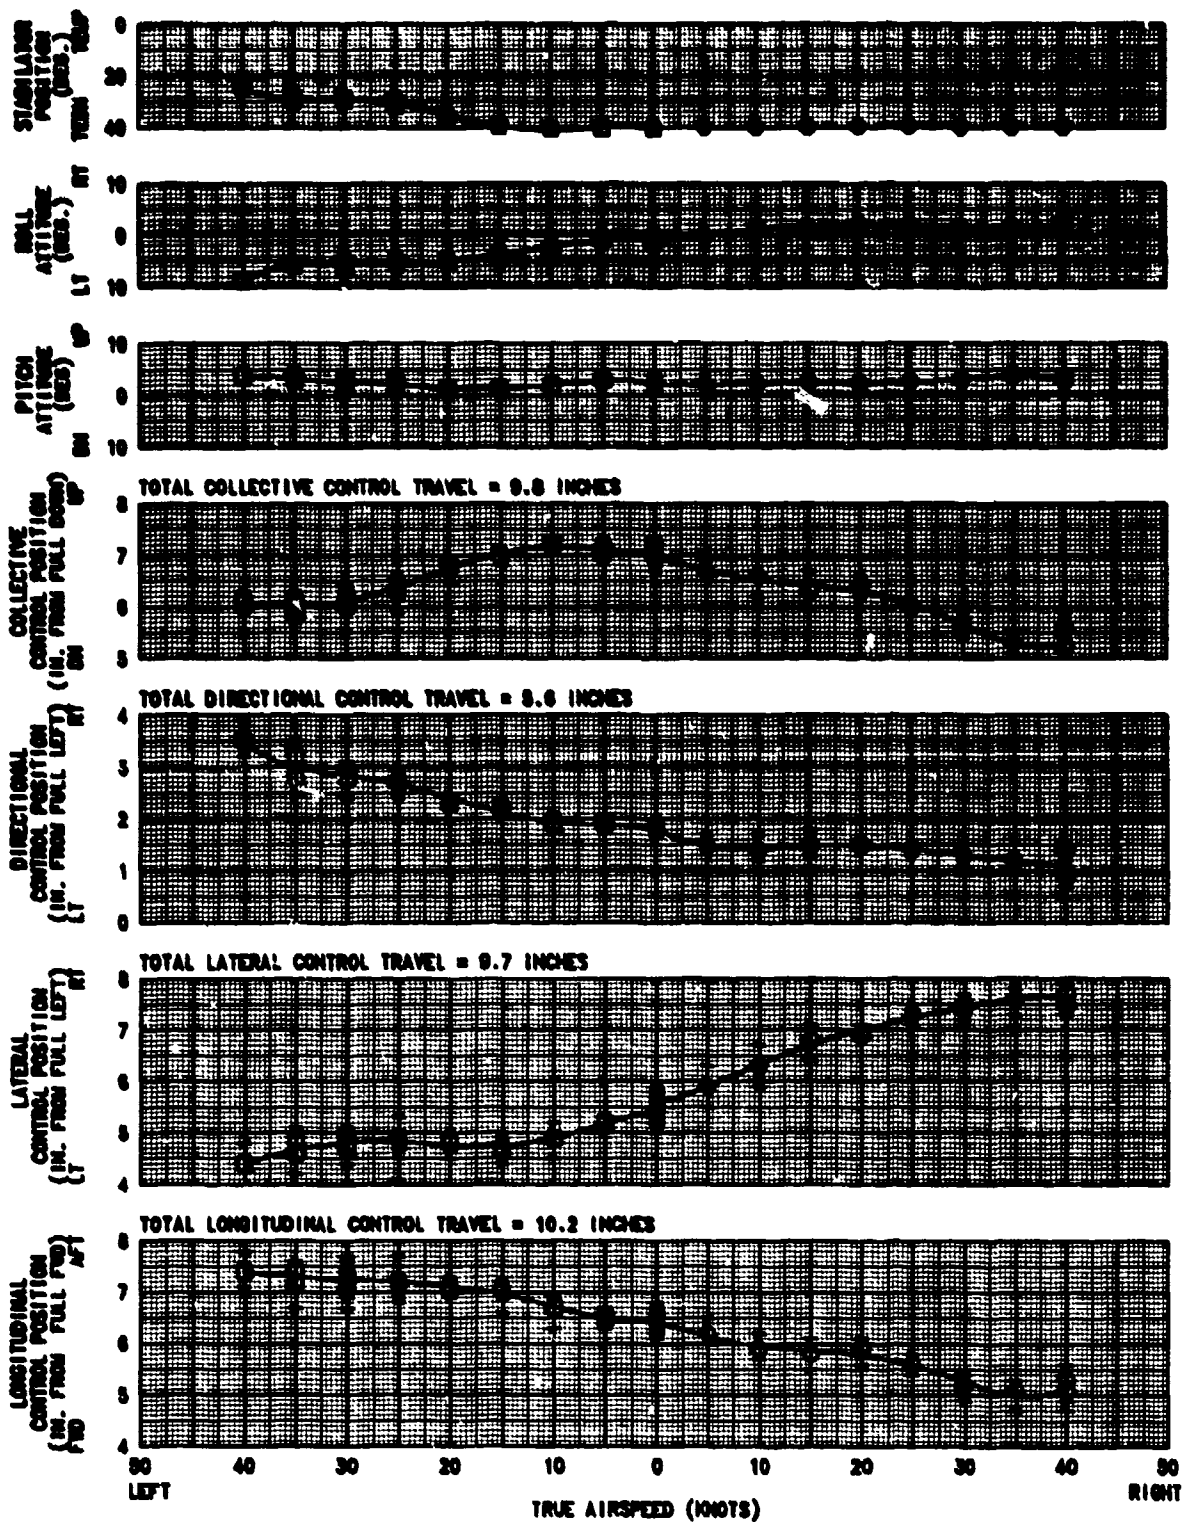 STABILATOR
POSITION
(DEG.)
TEDN TEUP
0
20
40
ROLL
ATTITUDE
(DEG.)
LT RT
10
0
10
PITCH
ATTITUDE
(DEG)
DN UP
10
0
10
TOTAL COLLECTIVE CONTROL TRAVEL = 9.8 INCHES
COLLECTIVE
CONTROL POSITION
(IN. FROM FULL DOWN)
DN UP
8
7
6
5
TOTAL DIRECTIONAL CONTROL TRAVEL = 5.6 INCHES
DIRECTIONAL
CONTROL POSITION
(IN. FROM FULL LEFT)
LT RT
4
3
2
1
0
TOTAL LATERAL CONTROL TRAVEL = 9.7 INCHES
LATERAL
CONTROL POSITION
(IN. FROM FULL LEFT)
LT RT
8
7
6
5
4
TOTAL LONGITUDINAL CONTROL TRAVEL = 10.2 INCHES
LONGITUDINAL
CONTROL POSITION
(IN. FROM FULL FWD)
FWD AFT
8
7
6
5
4
50 40 30 20 10 0 10 20 30 40 50
LEFT RIGHT
TRUE AIRSPEED (KNOTS)